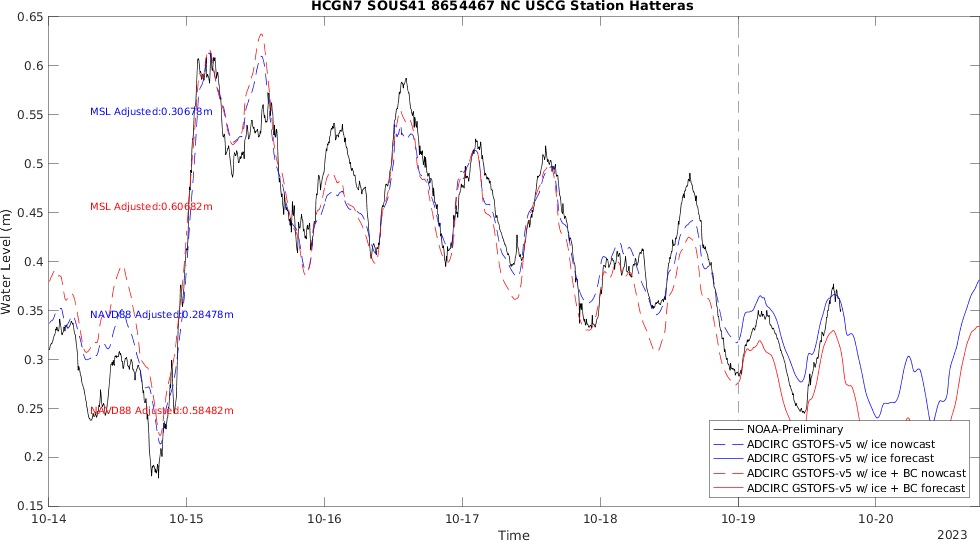 HCGN7 SOUS41 8654467 NC USCG Station Hatteras
0.65
0.6
0.55
0.5
0.45
0.4
0.35
0.3
0.25
0.2
0.15
Water Level (m)
MSL Adjusted:0.30678m
MSL Adjusted:0.60682m
NAVD88 Adjusted:0.28478m
NAVD88 Adjusted:0.58482m
NOAA-Preliminary
ADCIRC GSTOFS-v5 w/ ice nowcast
ADCIRC GSTOFS-v5 w/ ice forecast
ADCIRC GSTOFS-v5 w/ ice + BC nowcast
ADCIRC GSTOFS-v5 w/ ice + BC forecast
10-14 10-15 10-16 10-17 10-18 10-19 10-20
Time
2023